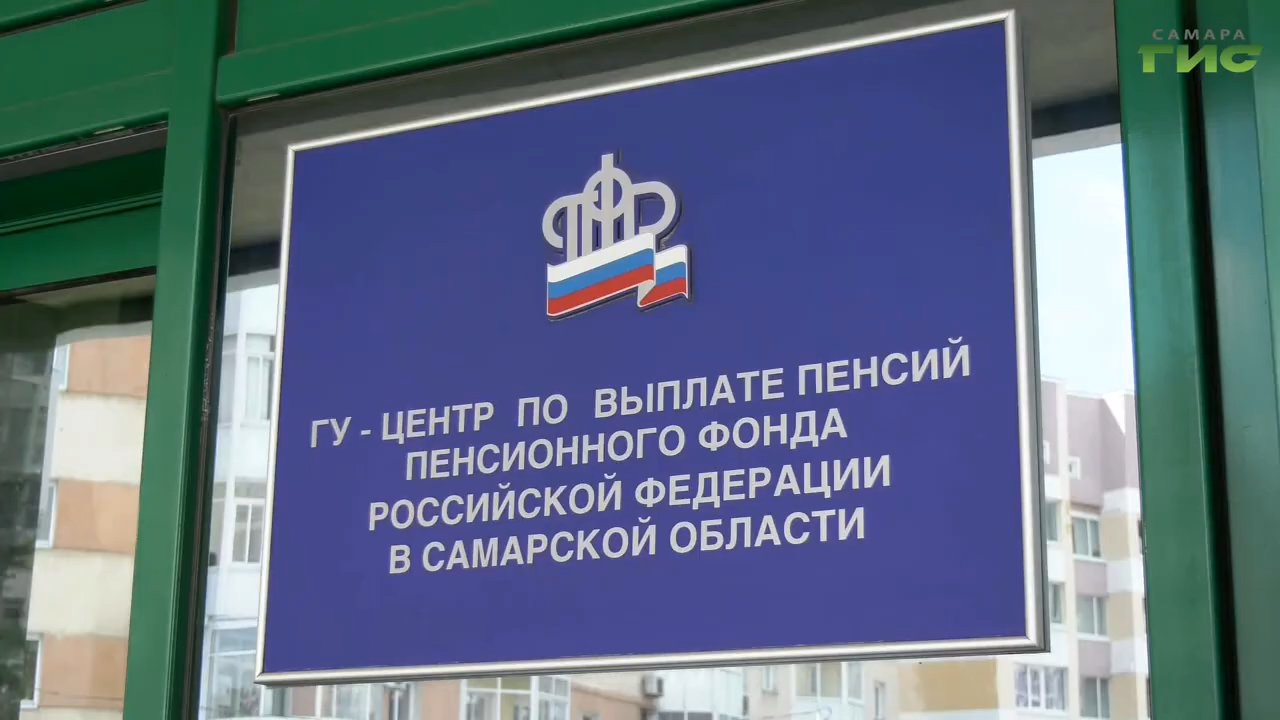 САМАРА
ГИС
ПФР
ГУ - ЦЕНТР ПО ВЫПЛАТЕ ПЕНСИЙ
ПЕНСИОННОГО ФОНДА
РОССИЙСКОЙ ФЕДЕРАЦИИ
В САМАРСКОЙ ОБЛАСТИ